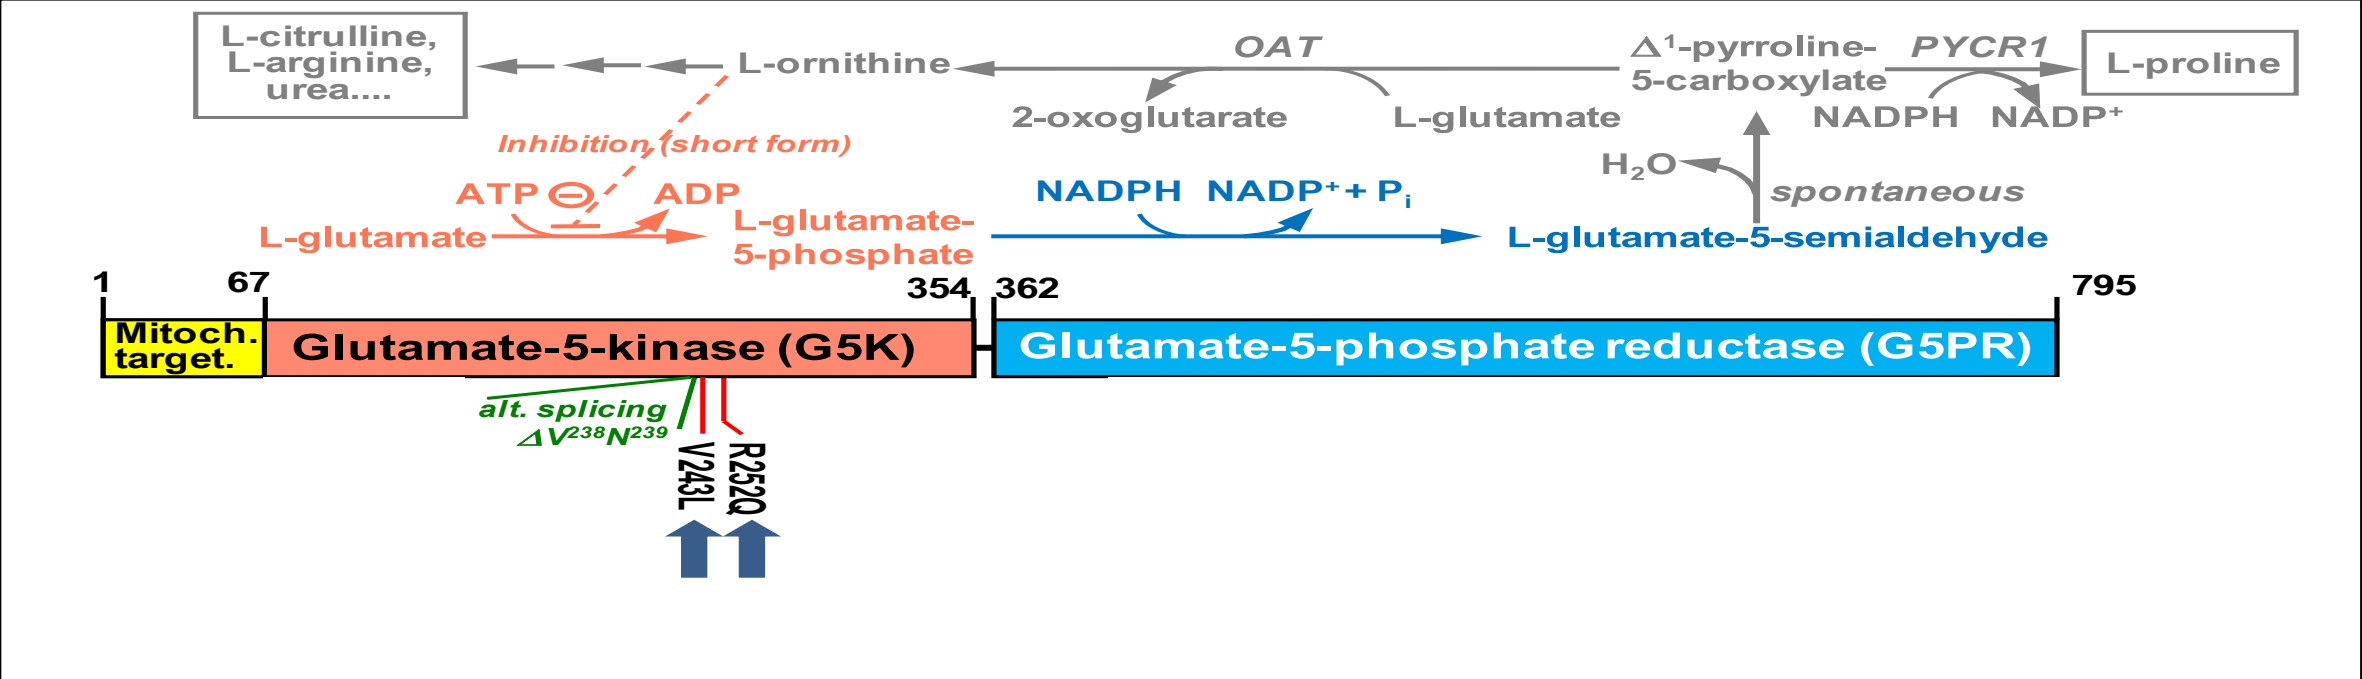 L-citrulline,
L-arginine,
urea....
L-ornithine
OAT
Δ¹-pyrroline-
5-carboxylate
PYCR1
L-proline
2-oxoglutarate
L-glutamate
NADPH
NADP⁺
Inhibition (short form)
H₂O
spontaneous
ATP
ADP
NADPH
NADP⁺ + Pᵢ
L-glutamate
L-glutamate-
5-phosphate
L-glutamate-5-semialdehyde
1
67
354
362
795
Mitoch.
target.
Glutamate-5-kinase (G5K)
Glutamate-5-phosphate reductase (G5PR)
alt. splicing
ΔV²³⁸N²³⁹
V243L
R252Q